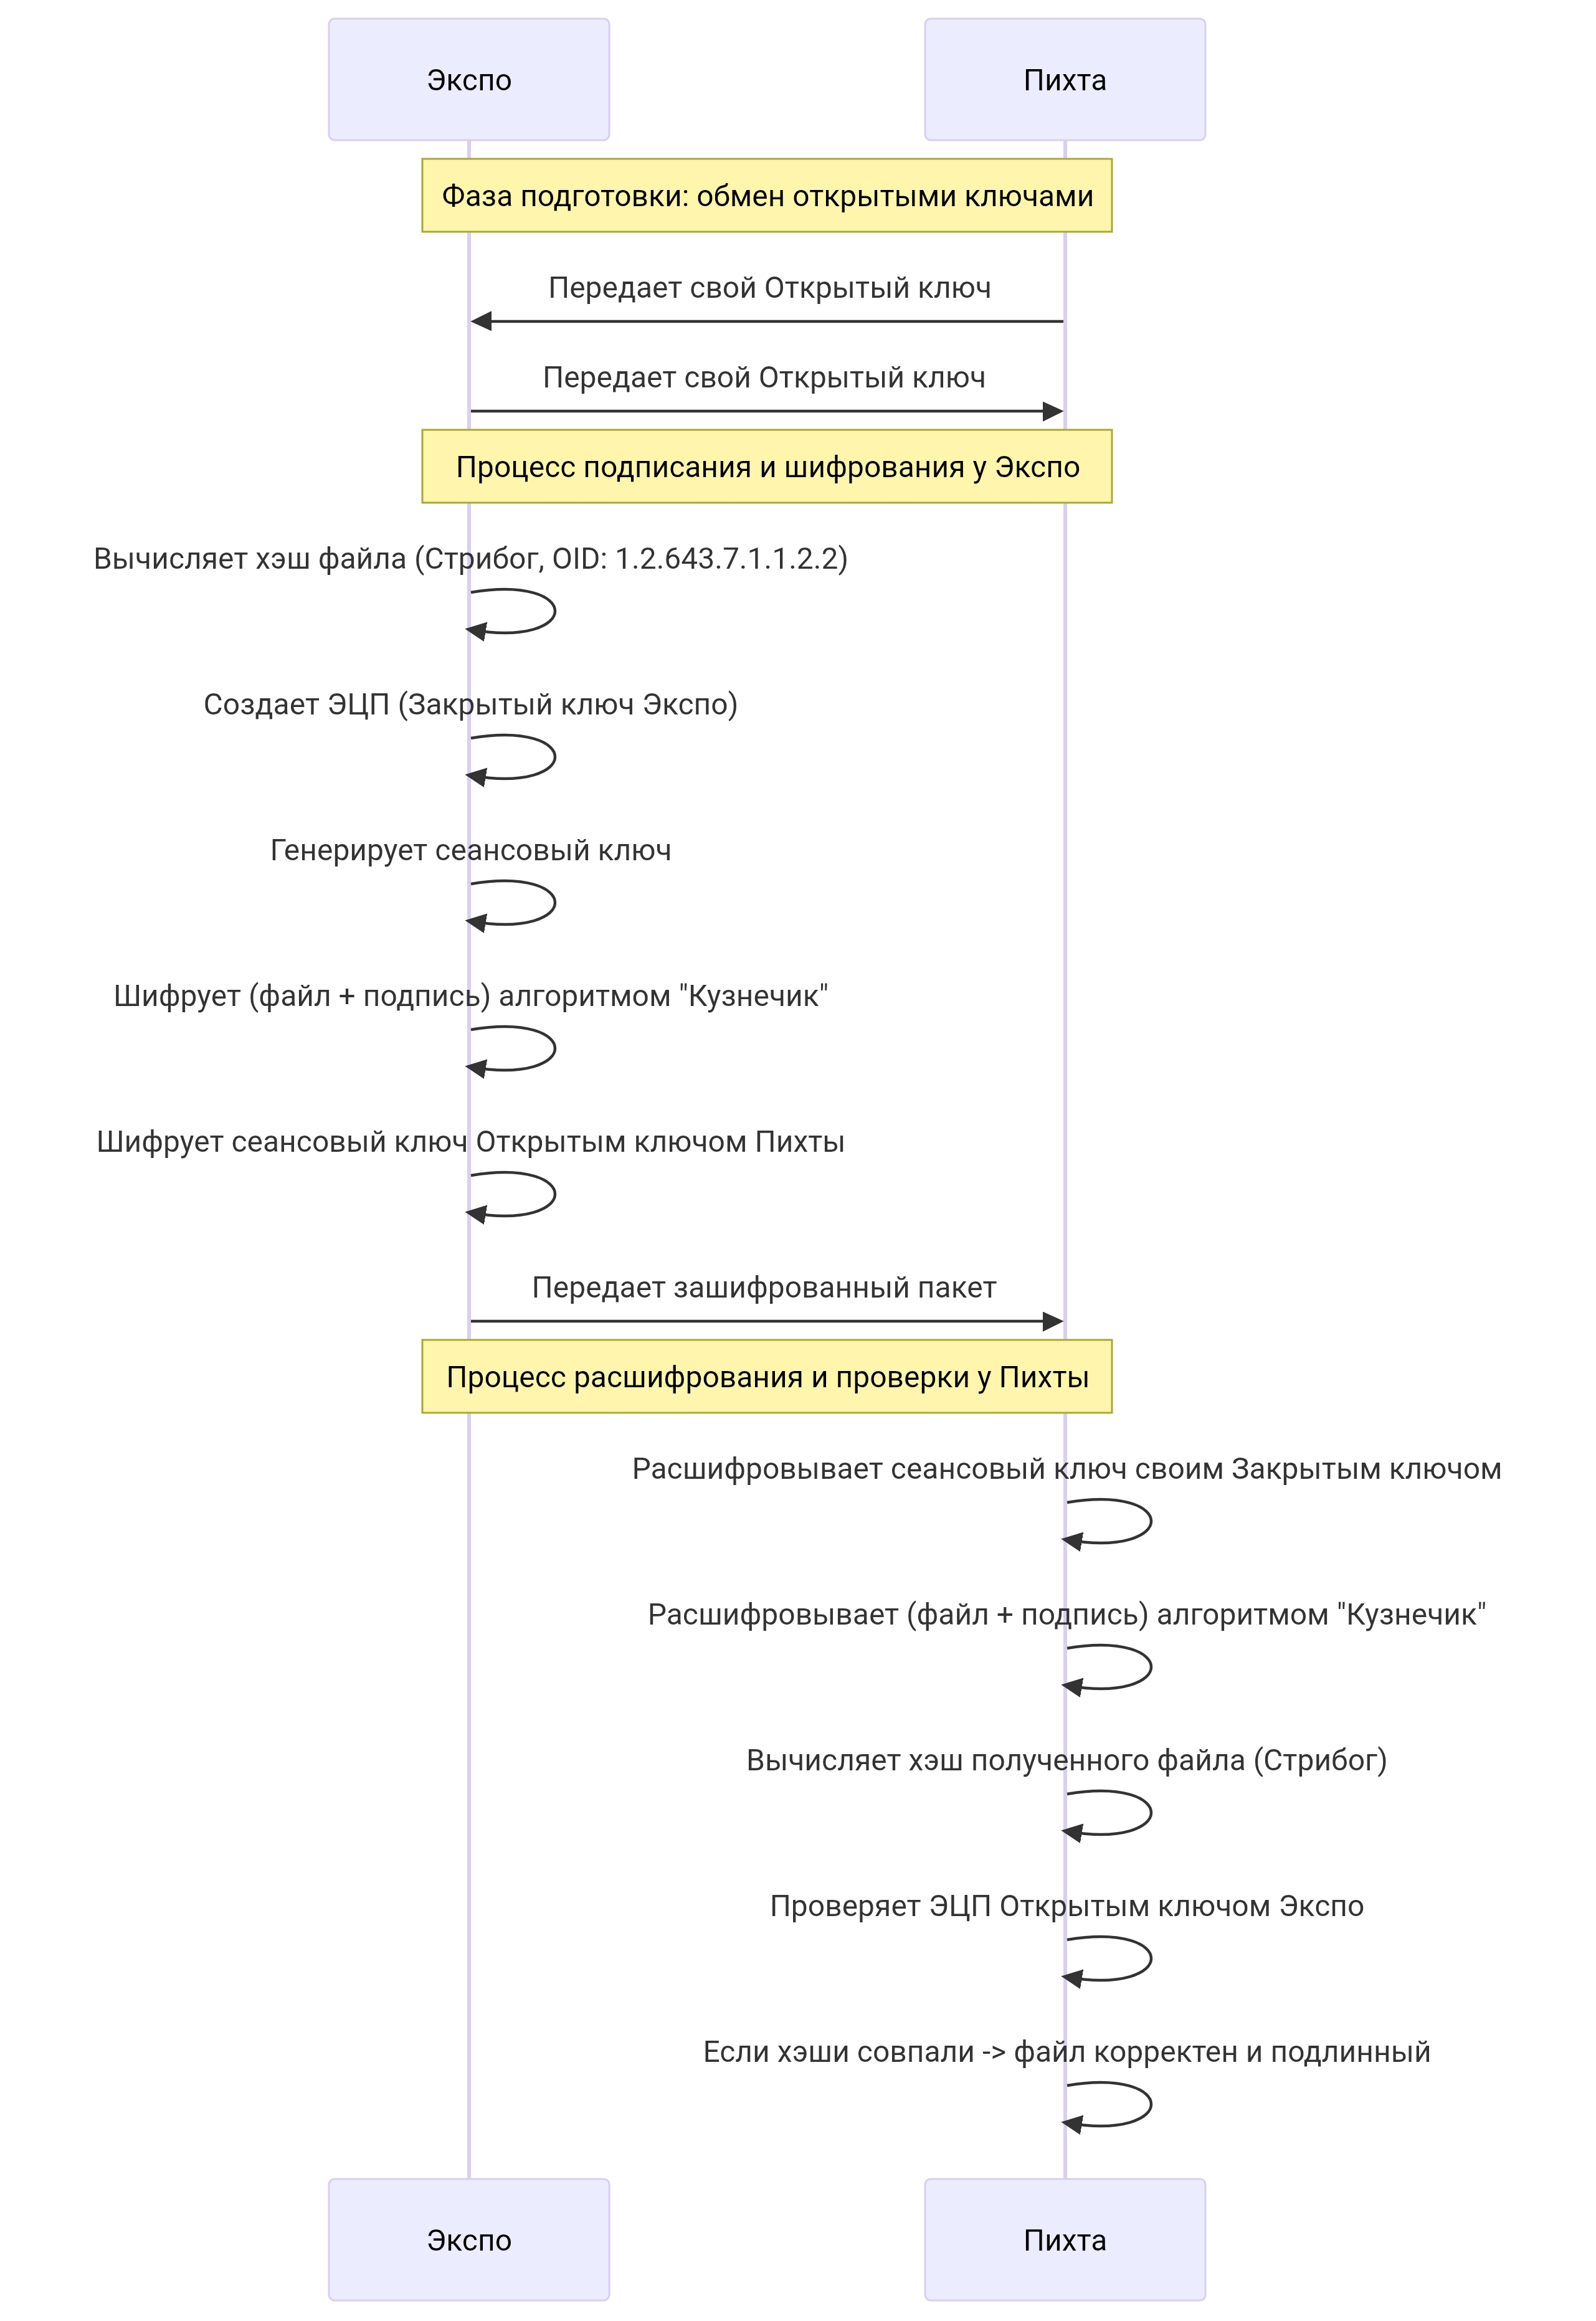 Экспо
Пихта
Фаза подготовки: обмен открытыми ключами
Передает свой Открытый ключ
Передает свой Открытый ключ
Процесс подписания и шифрования у Экспо
Вычисляет хэш файла (Стрибог, OID: 1.2.643.7.1.1.2.2)
Создает ЭЦП (Закрытый ключ Экспо)
Генерирует сеансовый ключ
Шифрует (файл + подпись) алгоритмом "Кузнечик"
Шифрует сеансовый ключ Открытым ключом Пихты
Передает зашифрованный пакет
Процесс расшифрования и проверки у Пихты
Расшифровывает сеансовый ключ своим Закрытым ключом
Расшифровывает (файл + подпись) алгоритмом "Кузнечик"
Вычисляет хэш полученного файла (Стрибог)
Проверяет ЭЦП Открытым ключом Экспо
Если хэши совпали -> файл корректен и подлинный
Экспо
Пихта